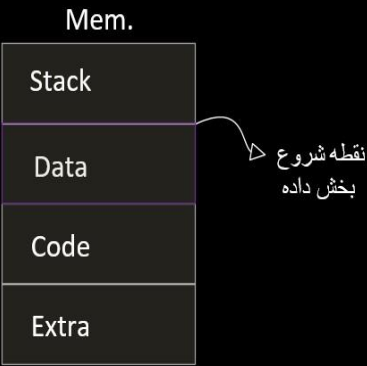 Mem.
Stack
Data
نقطه شروع
بخش داده
Code
Extra